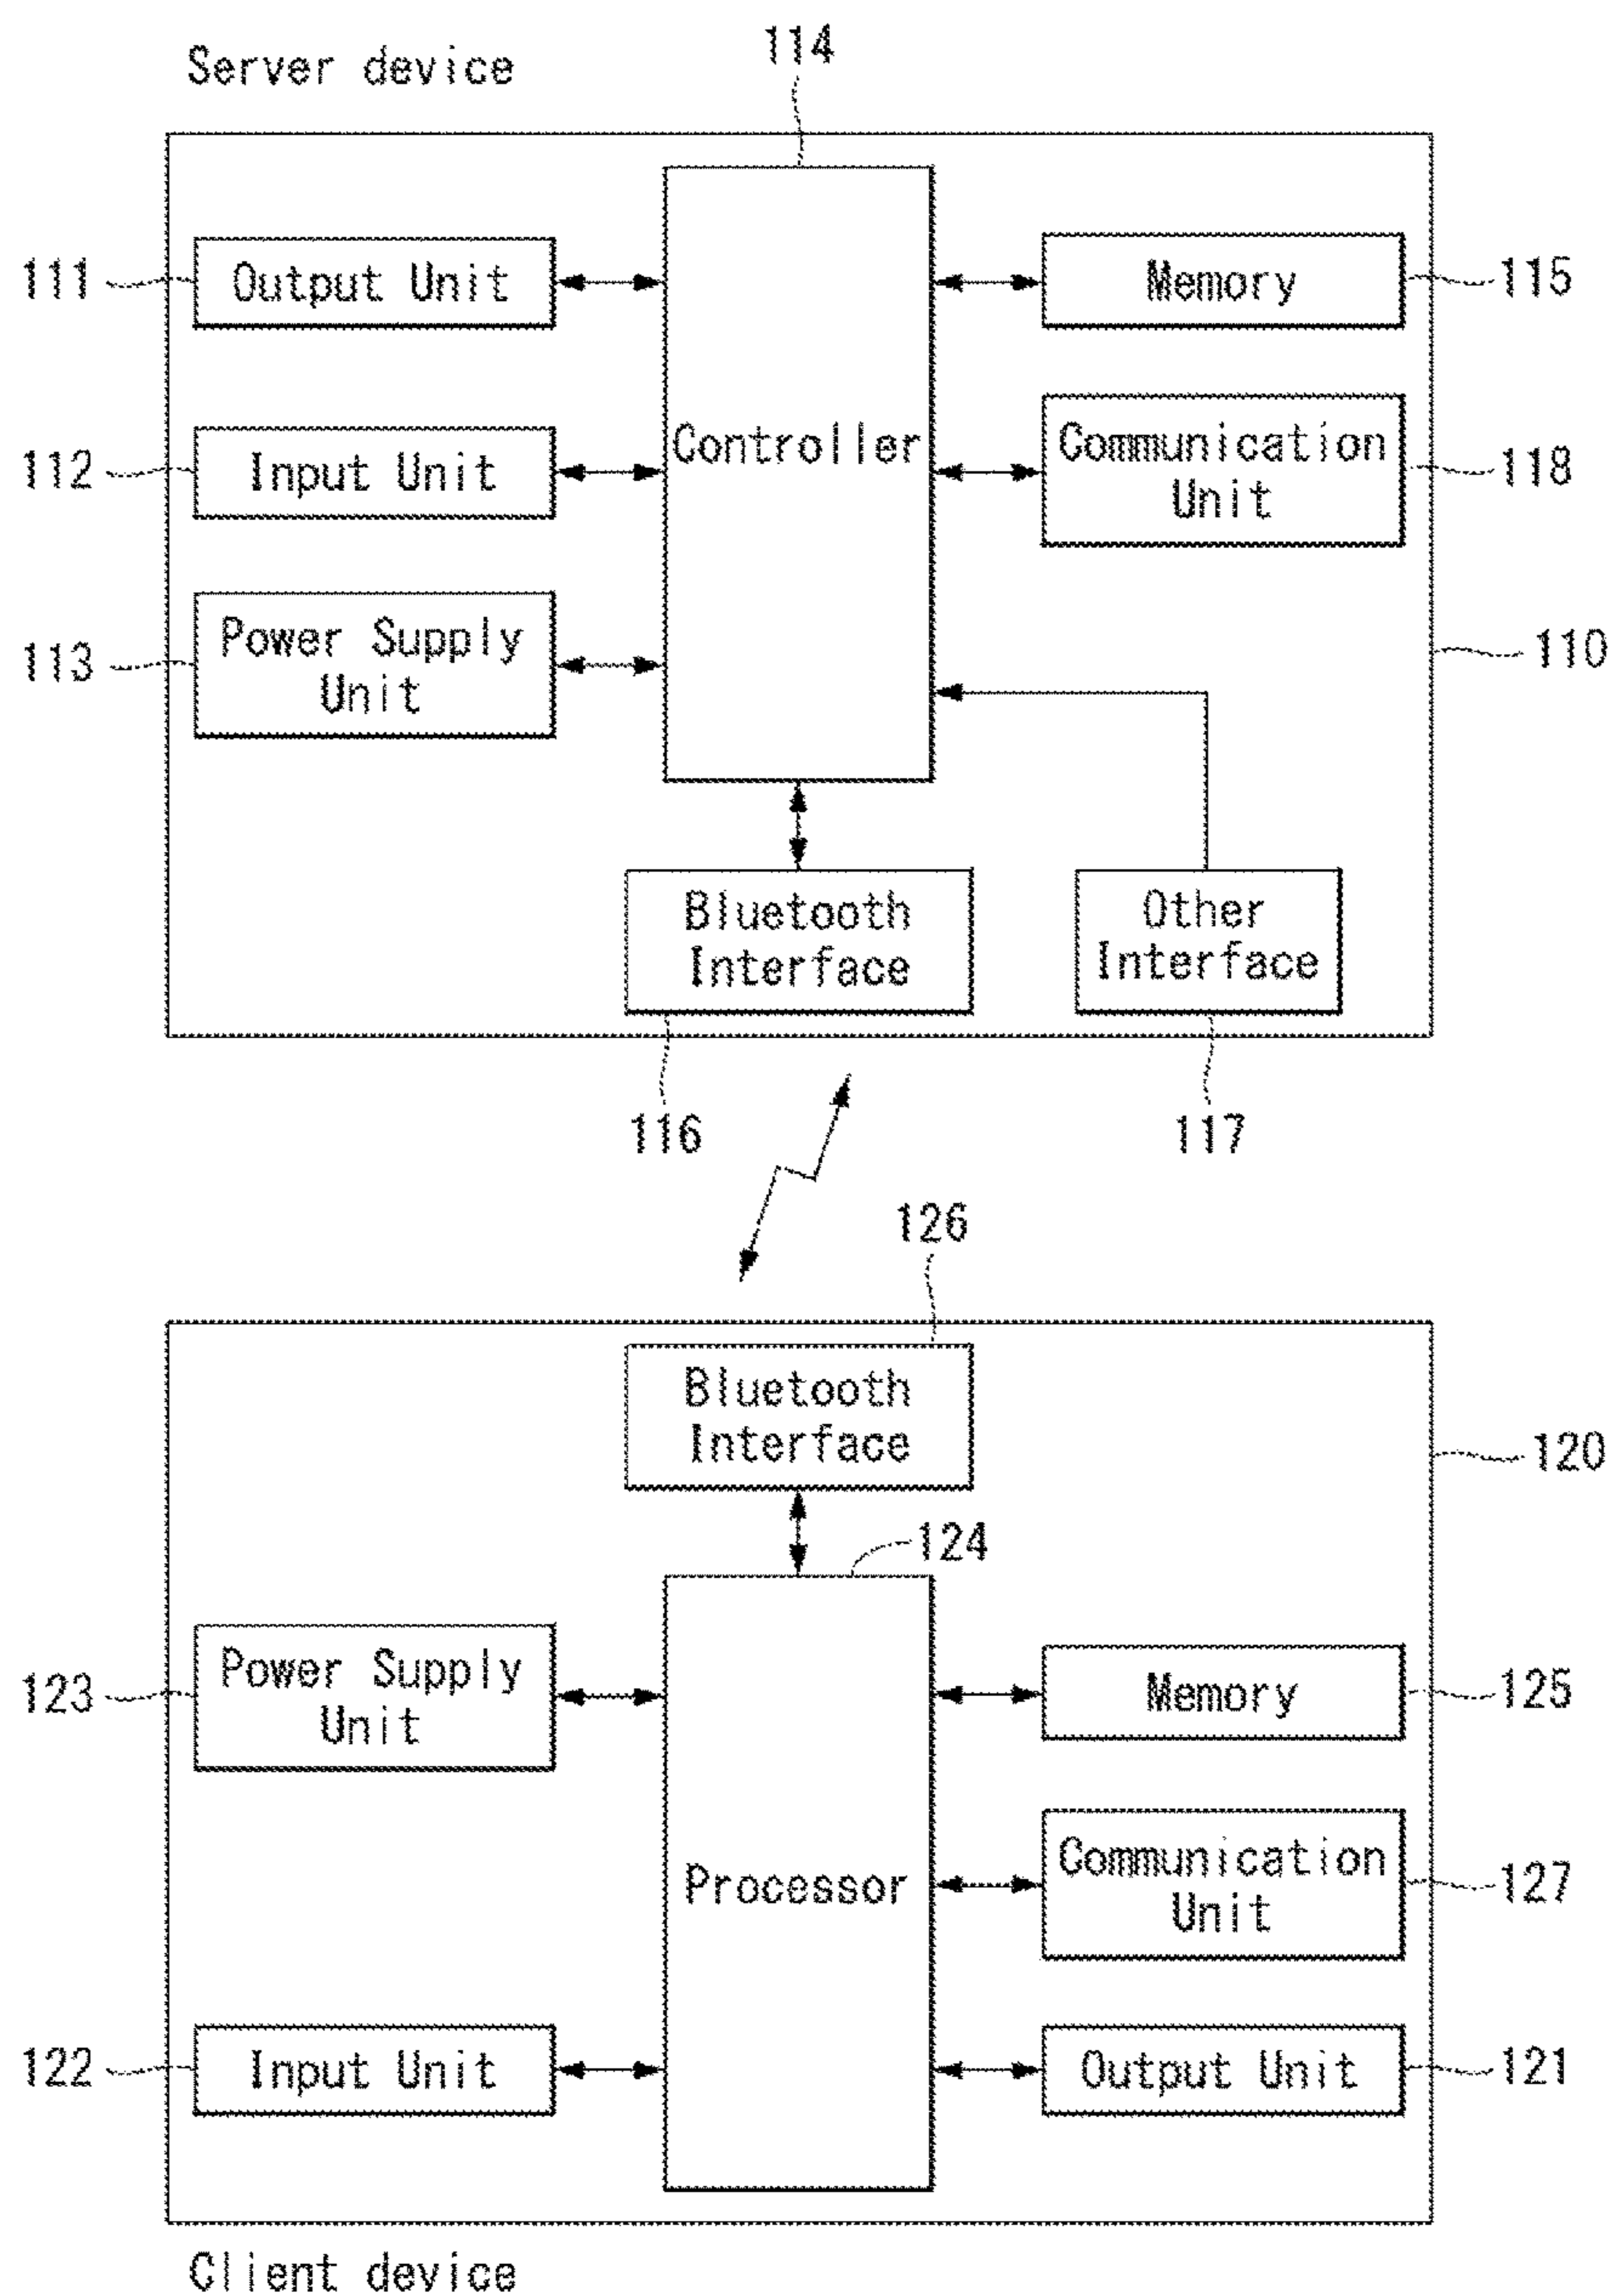 Server device
114
111
Output Unit
Memory
115
112
Input Unit
Controller
Communication
Unit
118
113
Power Supply
Unit
110
Bluetooth
Interface
Other
Interface
116
117
126
Bluetooth
Interface
120
124
123
Power Supply
Unit
Memory
125
Processor
Communication
Unit
127
122
Input Unit
Output Unit
121
Client device